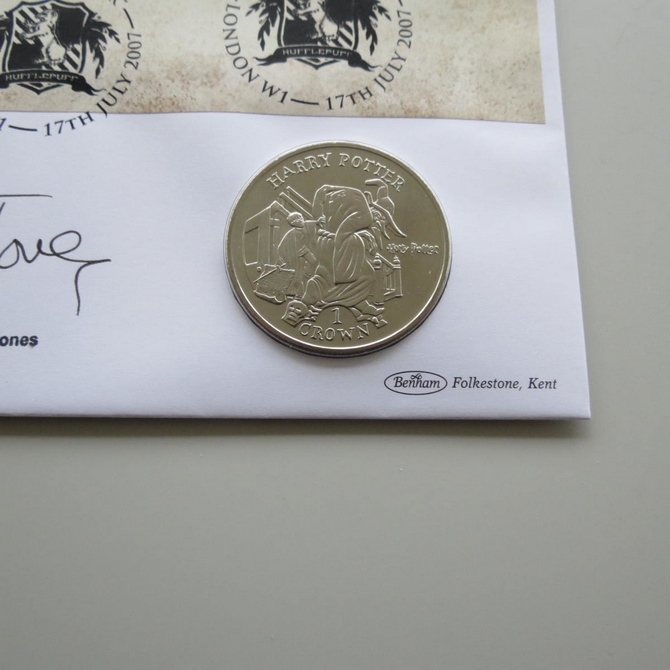 HUFFLEPUFF
HUFFLEPUFF
— 17TH JULY 2007 —
LONDON W1 — 17TH JULY 2007
HARRY POTTER
Harry Potter
1
CROWN
ones
Benham Folkestone, Kent